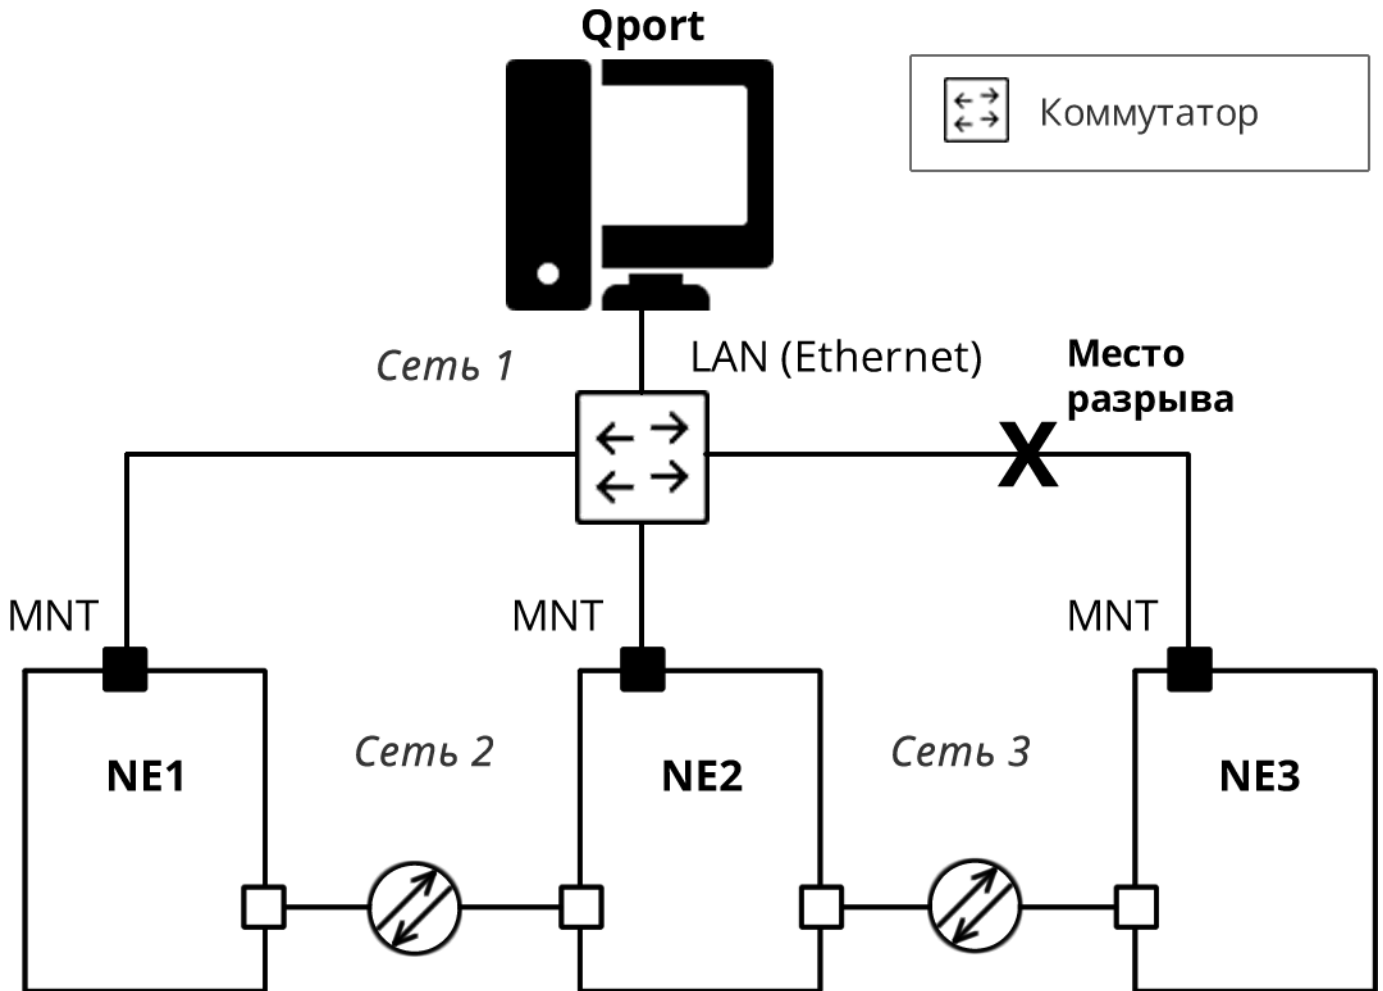 Qport
Коммутатор
Сеть 1
LAN (Ethernet)
Место
разрыва
MNT
MNT
MNT
Сеть 2
Сеть 3
NE1
NE2
NE3